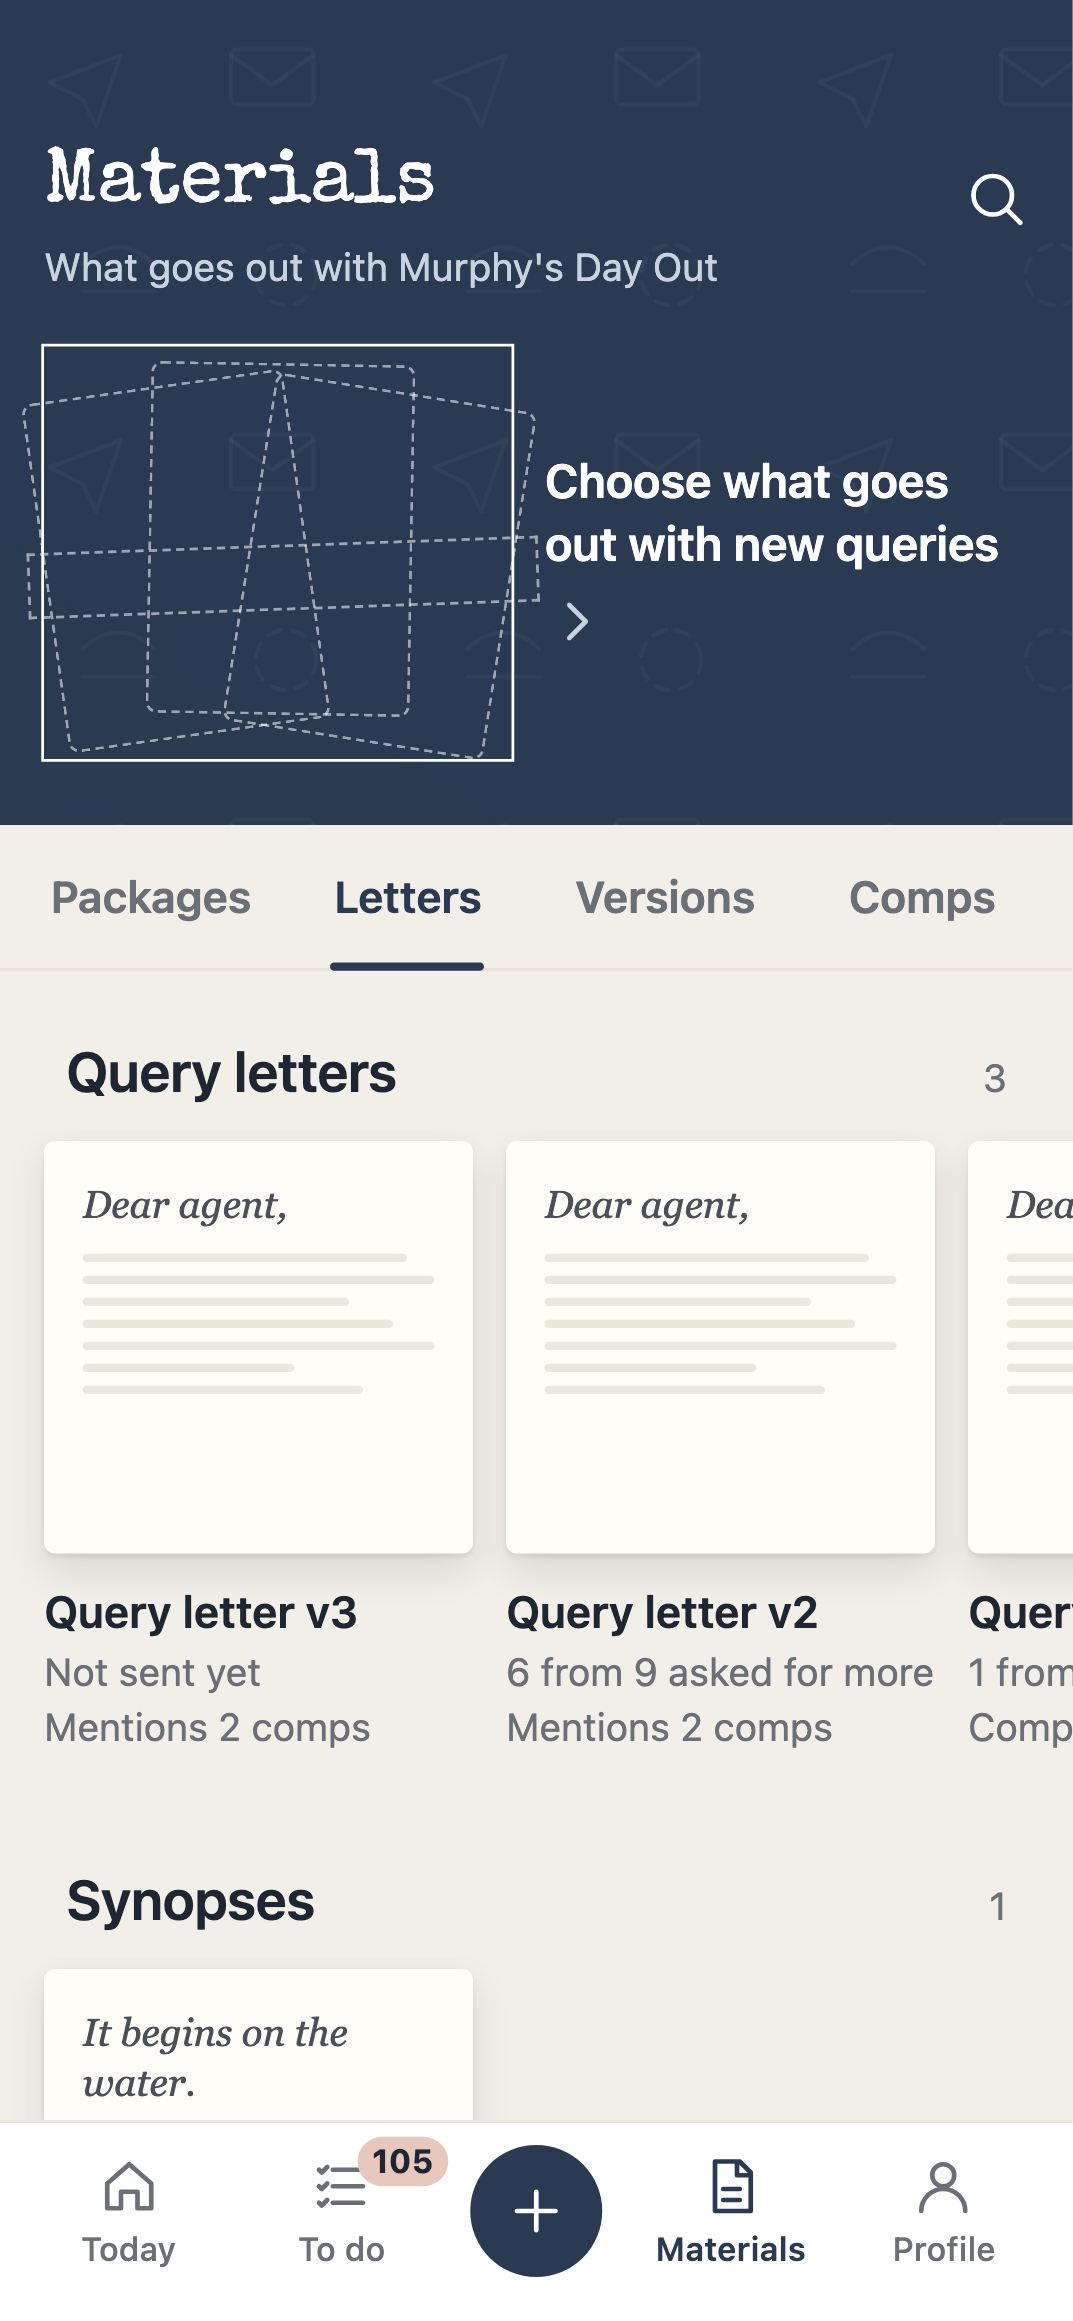 Materials
What goes out with Murphy's Day Out
Choose what goes
out with new queries
Packages
Letters
Versions
Comps
Query letters
3
Dear agent,
Dear agent,
Query letter v3
Not sent yet
Mentions 2 comps
Query letter v2
6 from 9 asked for more
Mentions 2 comps
1 from
Synopses
1
It begins on the
water.
105
Today
To do
Materials
Profile